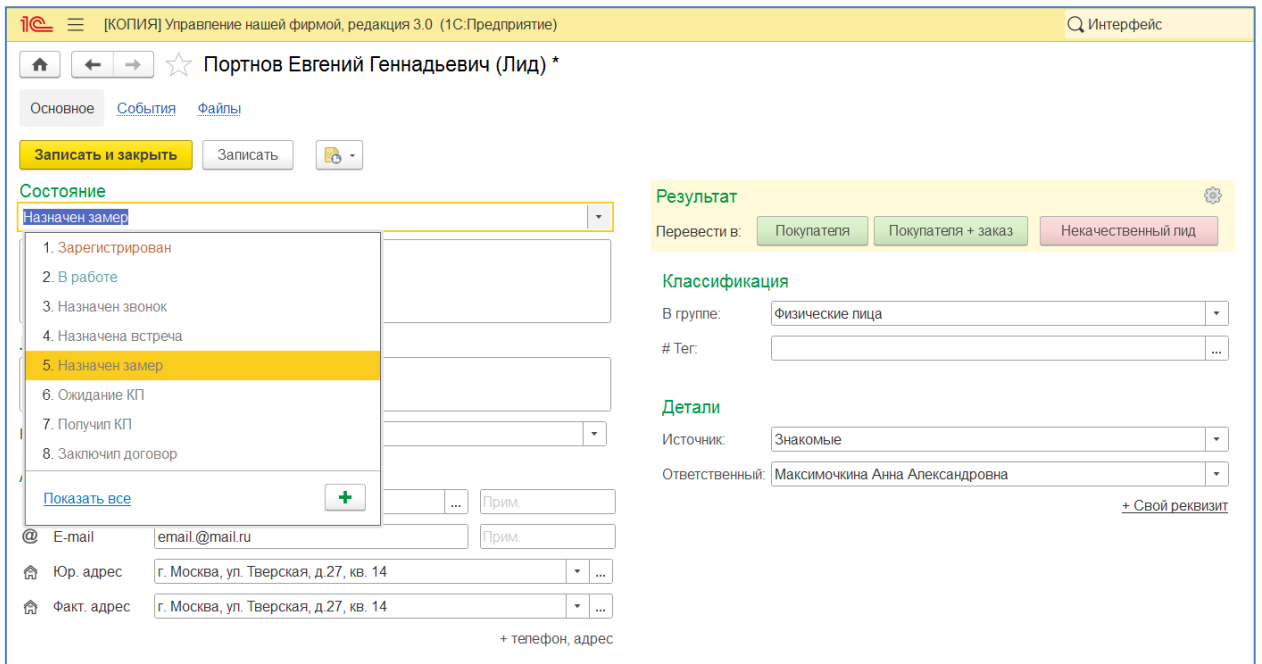 1С [КОПИЯ] Управление нашей фирмой, редакция 3.0 (1С:Предприятие) Интерфейс
Портнов Евгений Геннадьевич (Лид) *
Основное События Файлы
Записать и закрыть Записать
Состояние
Назначен замер
1. Зарегистрирован
2. В работе
3. Назначен звонок
4. Назначена встреча
5. Назначен замер
6. Ожидание КП
7. Получил КП
8. Заключил договор
Показать все
Прим.
@ E-mail email.@mail.ru Прим.
Юр. адрес г. Москва, ул. Тверская, д.27, кв. 14 ...
Факт. адрес г. Москва, ул. Тверская, д.27, кв. 14 ...
+ телефон, адрес
Результат
Перевести в: Покупателя Покупателя + заказ Некачественный лид
Классификация
В группе: Физические лица
# Тег: ...
Детали
Источник: Знакомые
Ответственный: Максимочкина Анна Александровна
+ Свой реквизит